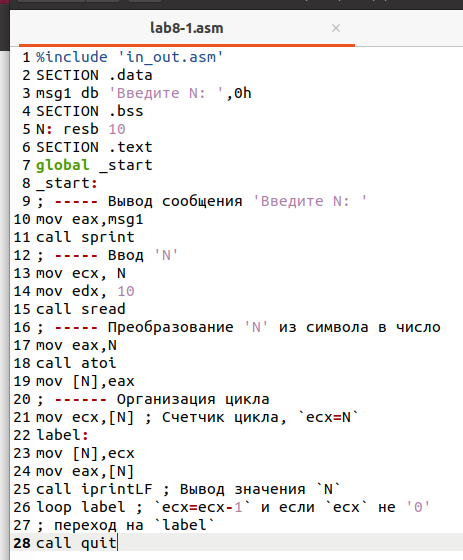 lab8-1.asm
1 %include 'in_out.asm'
2 SECTION .data
3 msg1 db 'Введите N: ',0h
4 SECTION .bss
5 N: resb 10
6 SECTION .text
7 global _start
8 _start:
9 ; ----- Вывод сообщения 'Введите N: '
10 mov eax,msg1
11 call sprint
12 ; ----- Ввод 'N'
13 mov ecx, N
14 mov edx, 10
15 call sread
16 ; ----- Преобразование 'N' из символа в число
17 mov eax,N
18 call atoi
19 mov [N],eax
20 ; ------ Организация цикла
21 mov ecx,[N] ; Счетчик цикла, `ecx=N`
22 label:
23 mov [N],ecx
24 mov eax,[N]
25 call iprintLF ; Вывод значения `N`
26 loop label ; `ecx=ecx-1` и если `ecx` не '0'
27 ; переход на `label`
28 call quit